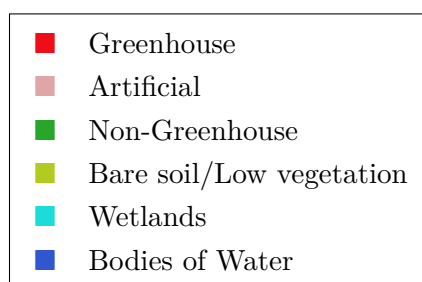 Greenhouse
Artificial
Non-Greenhouse
Bare soil/Low vegetation
Wetlands
Bodies of Water